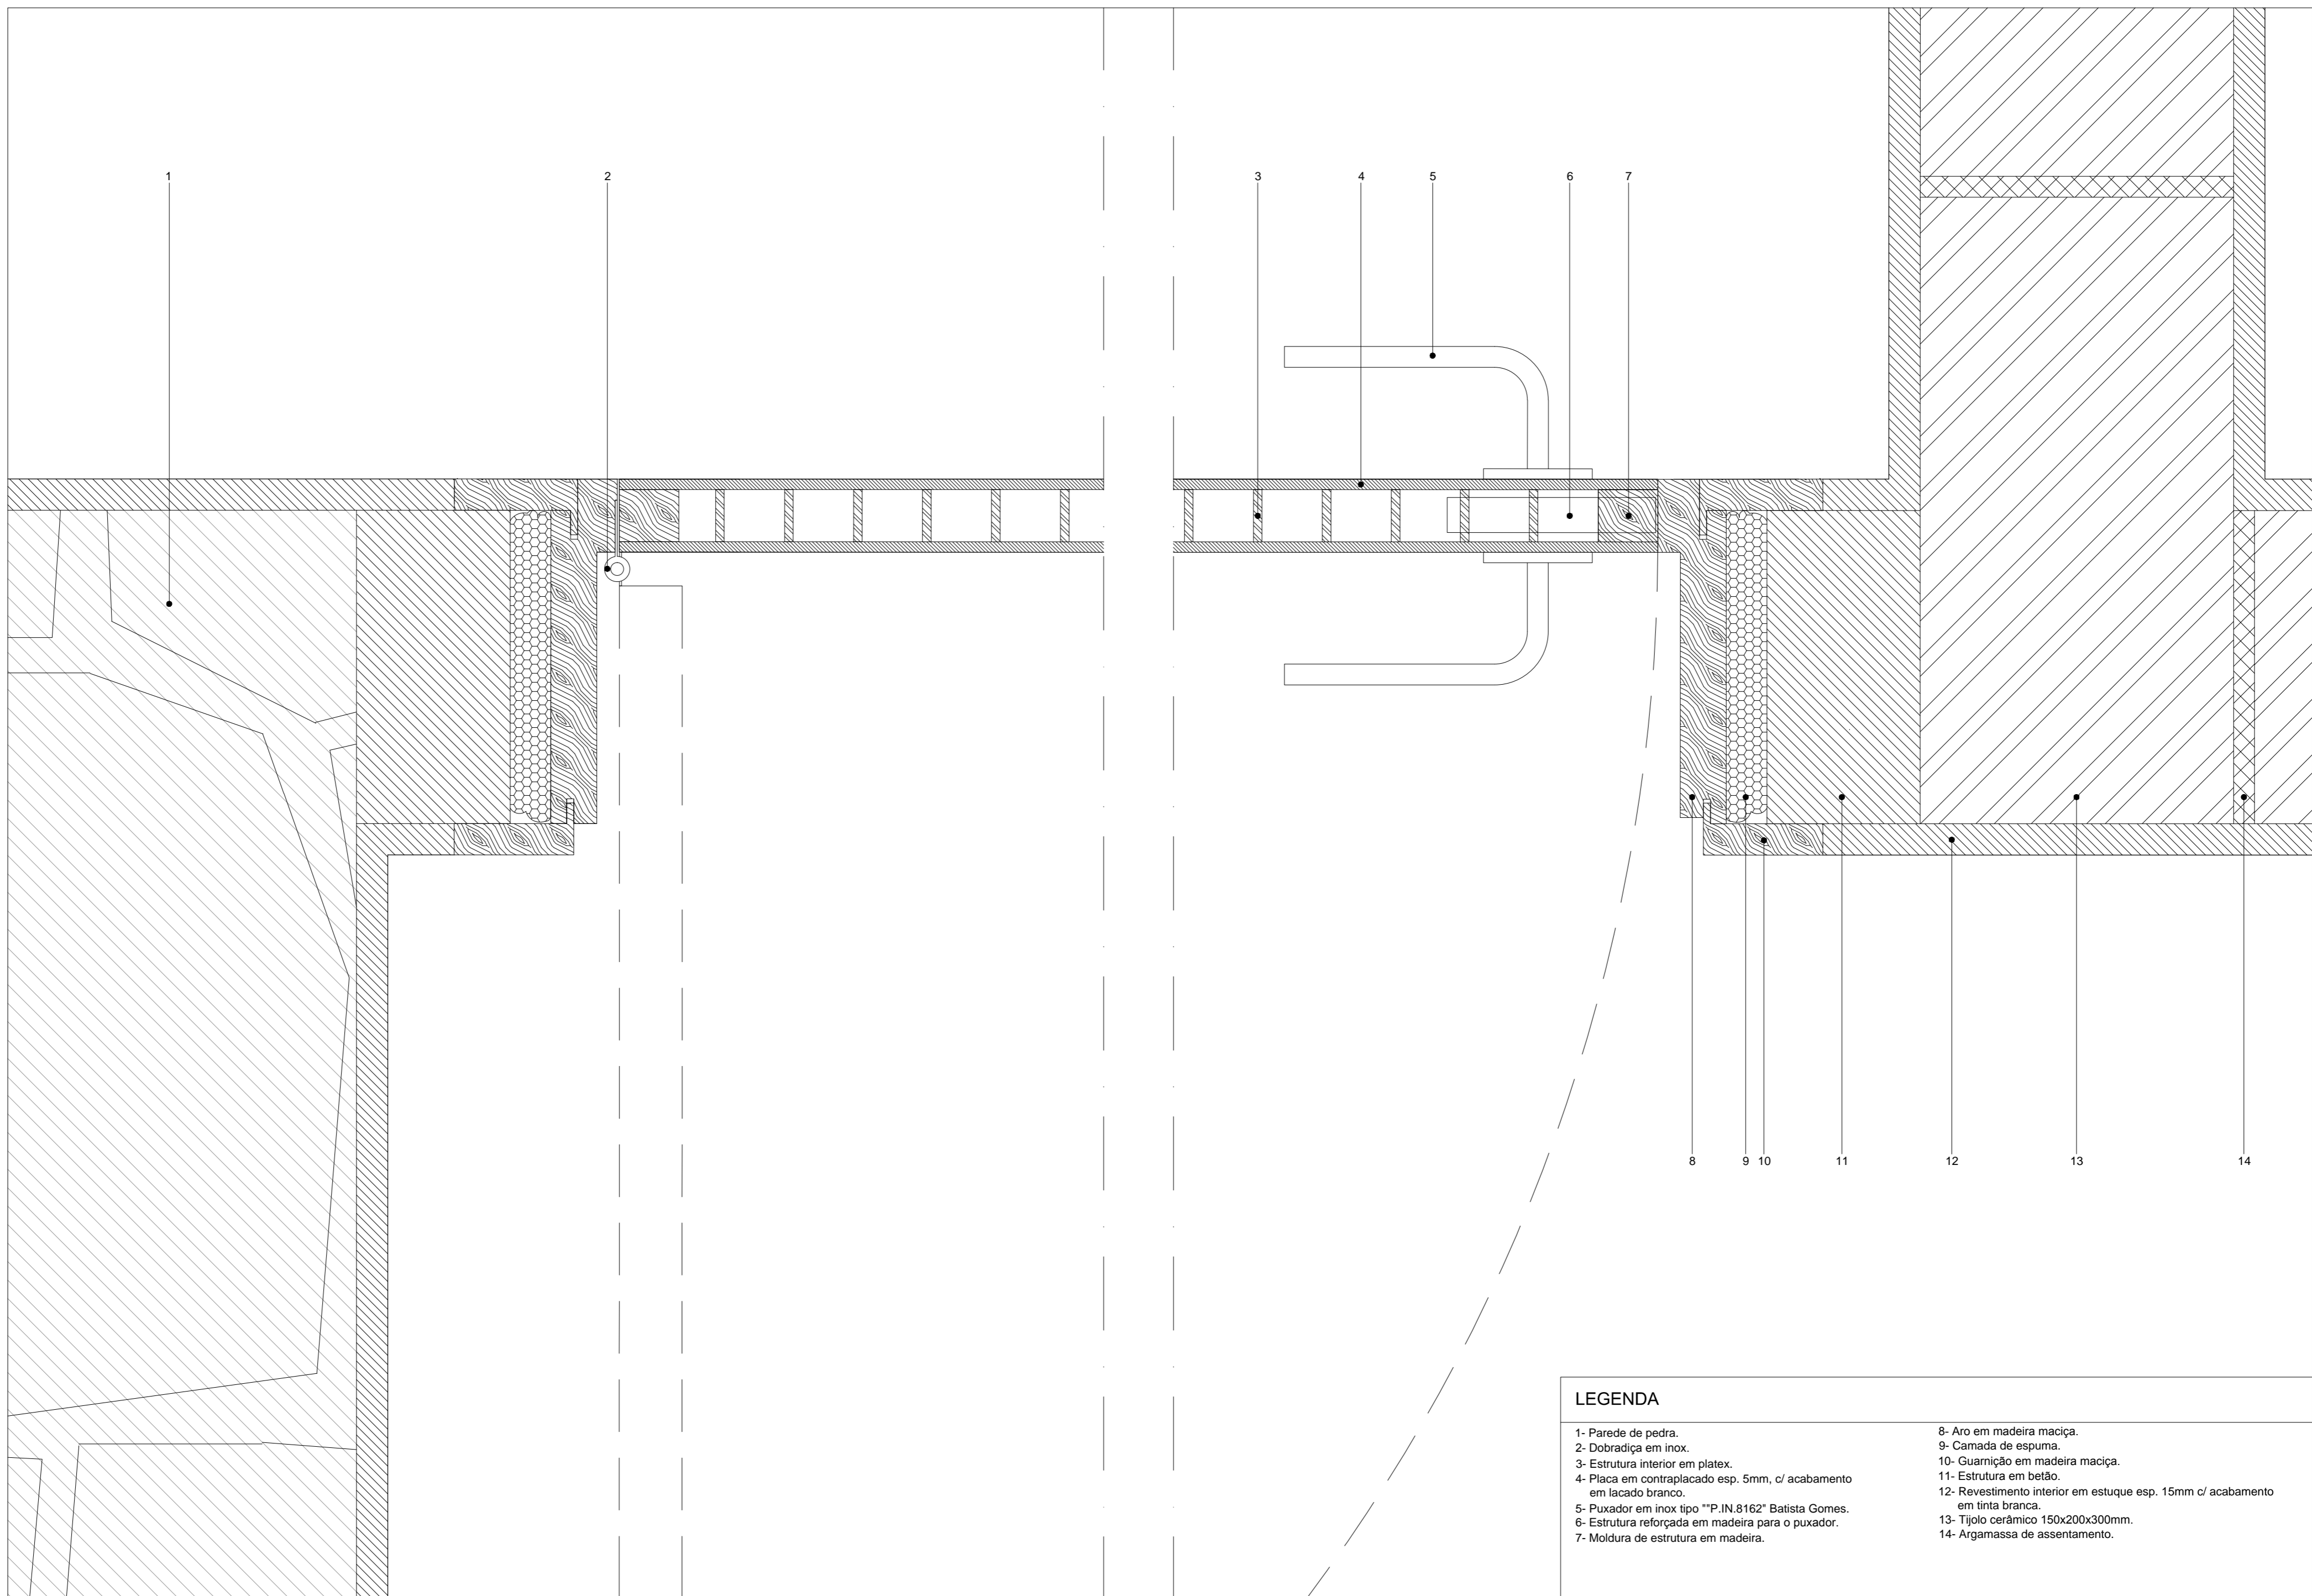 1
2
3
4
5
6
7
8
9
10
11
12
13
14
LEGENDA
1- Parede de pedra.
2- Dobradiça em inox.
3- Estrutura interior em platex.
4- Placa em contraplacado esp. 5mm, c/ acabamento
em lacado branco.
5- Puxador em inox tipo ""P.IN.8162" Batista Gomes.
6- Estrutura reforçada em madeira para o puxador.
7- Moldura de estrutura em madeira.
8- Aro em madeira maciça.
9- Camada de espuma.
10- Guarnição em madeira maciça.
11- Estrutura em betão.
12- Revestimento interior em estuque esp. 15mm c/ acabamento
em tinta branca.
13- Tijolo cerâmico 150x200x300mm.
14- Argamassa de assentamento.